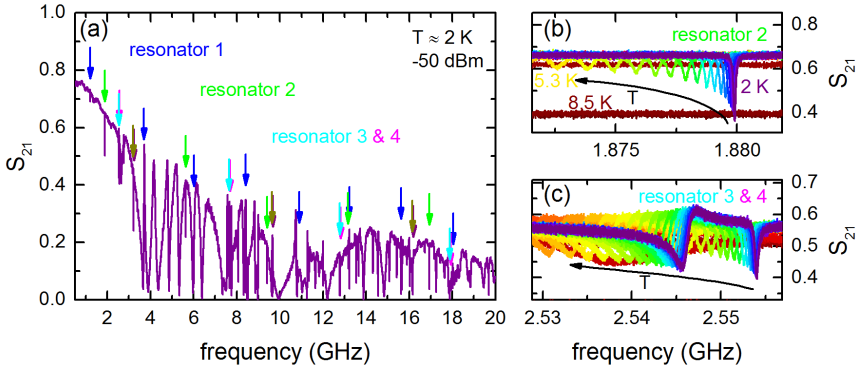 (a)
T ≈ 2 K
-50 dBm
resonator 1
resonator 2
resonator 3 & 4
1.0
0.8
0.6
0.4
0.2
0.0
S21
2 4 6 8 10 12 14 16 18 20
frequency (GHz)
(b)
resonator 2
5.3 K
T
2 K
8.5 K
0.8
0.6
0.4
S21
1.875 1.880
(c)
resonator 3 & 4
T
0.7
0.6
0.5
0.4
S21
2.53 2.54 2.55
frequency (GHz)